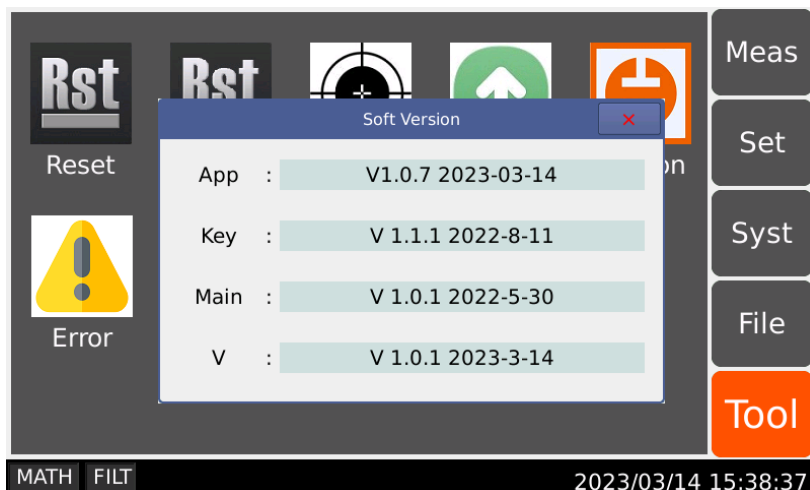 Rst
Rst
Reset
Error
Soft Version
App : V1.0.7 2023-03-14
Key : V 1.1.1 2022-8-11
Main : V 1.0.1 2022-5-30
V : V 1.0.1 2023-3-14
Meas
Set
Syst
File
Tool
MATH FILT
2023/03/14 15:38:37